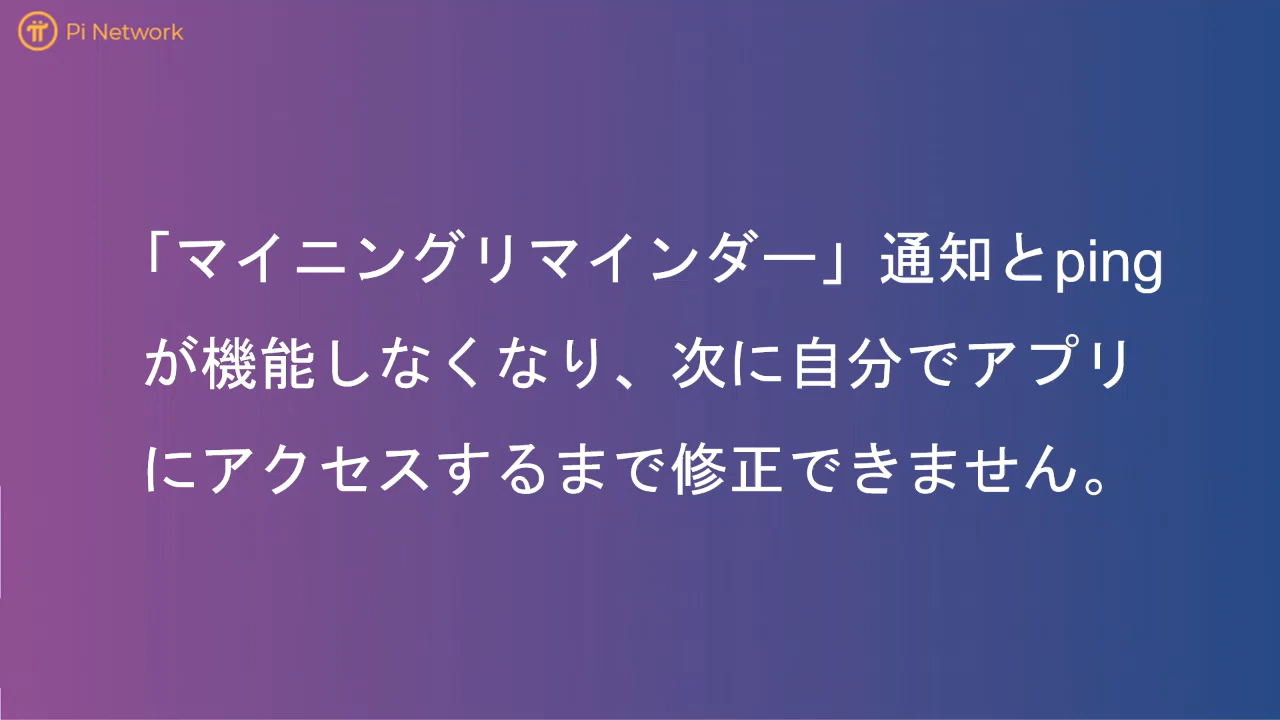 Pi Network
「マイニングリマインダー」通知とping
が機能しなくなり、次に自分でアプリ
にアクセスするまで修正できません。